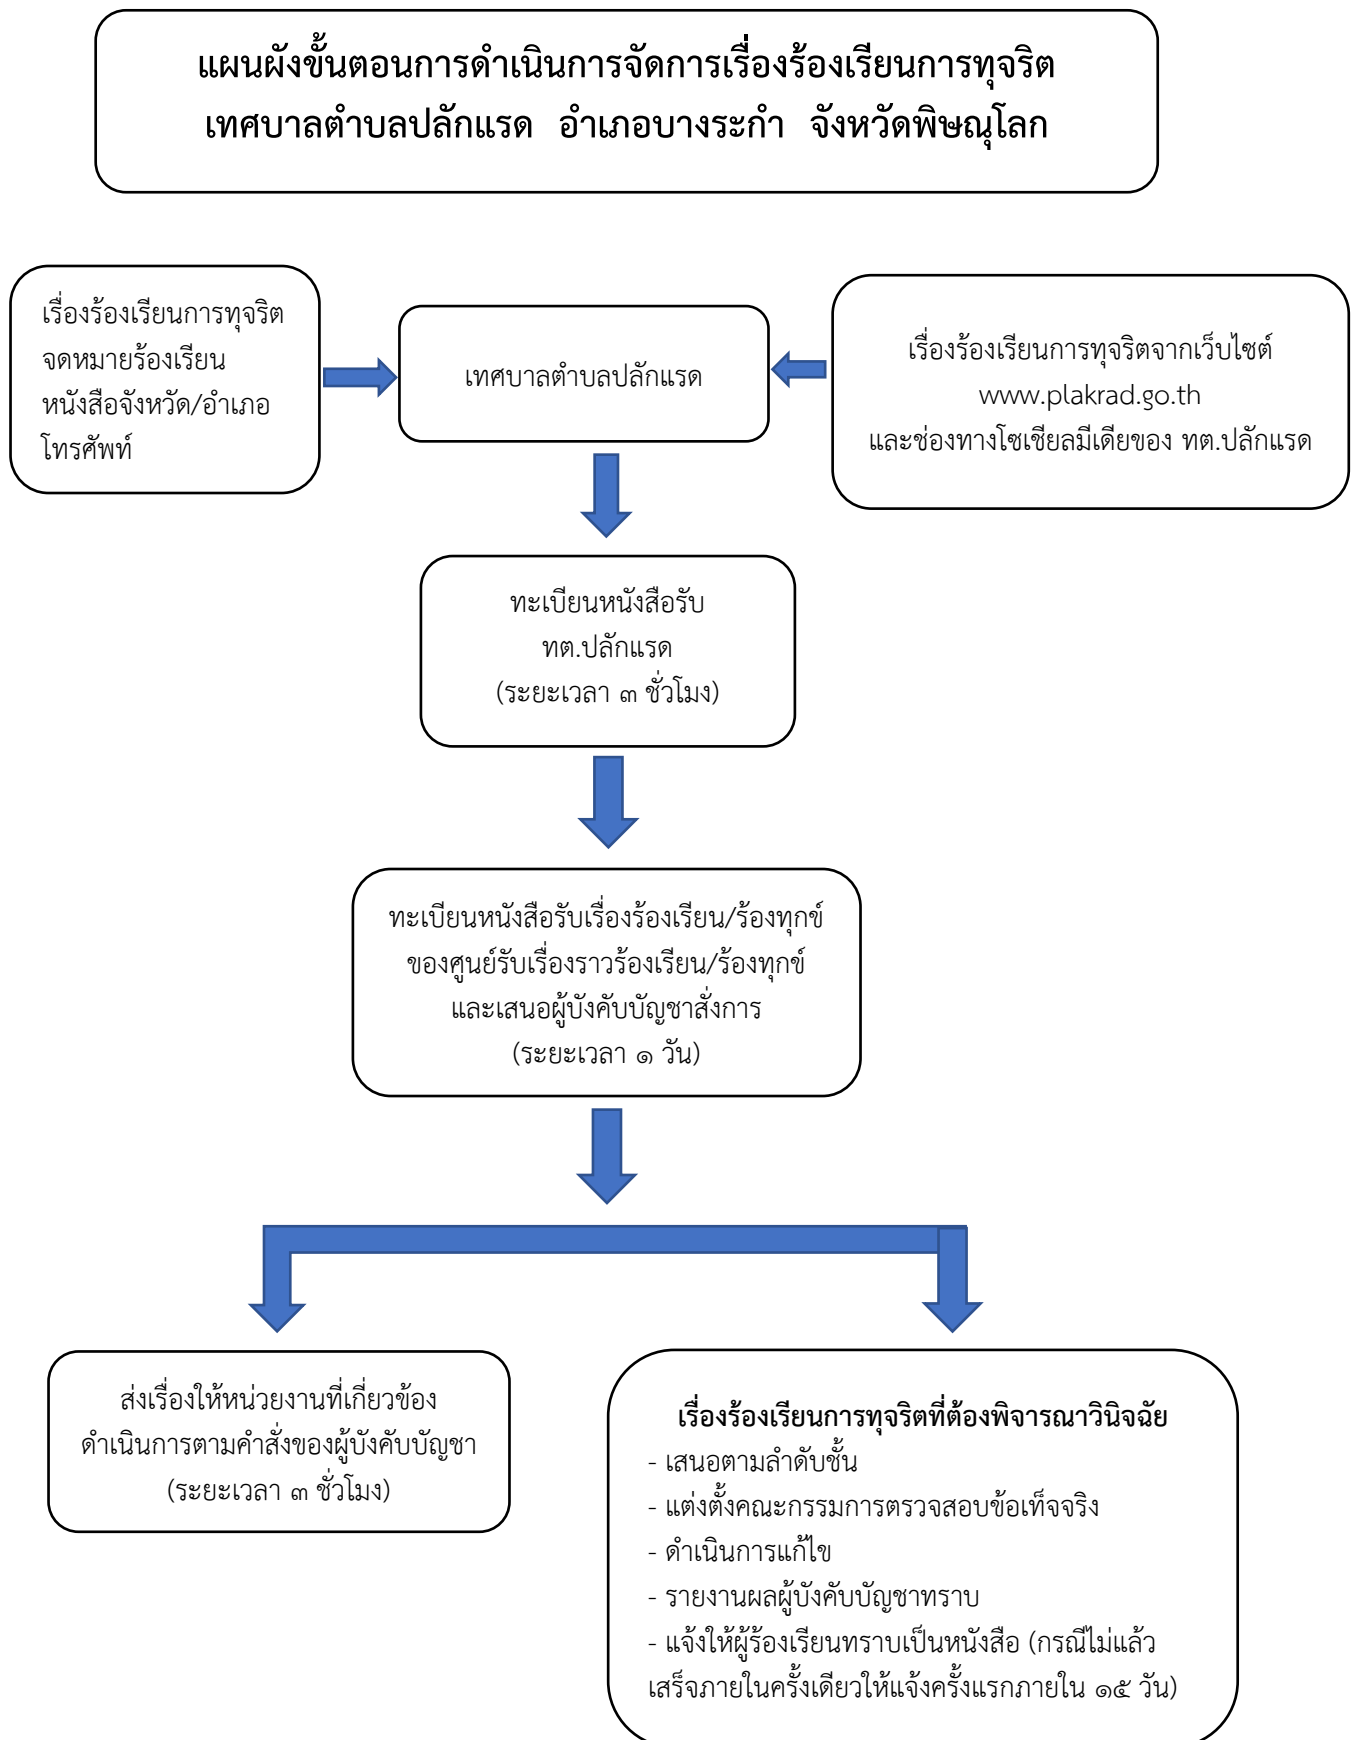 แผนผังขั้นตอนการดำเนินการจัดการเรื่องร้องเรียนการทุจริต
เทศบาลตำบลปลักแรด อำเภอบางระกำ จังหวัดพิษณุโลก
เรื่องร้องเรียนการทุจริต
จดหมายร้องเรียน
หนังสือจังหวัด/อำเภอ
โทรศัพท์
เทศบาลตำบลปลักแรด
เรื่องร้องเรียนการทุจริตจากเว็บไซต์
www.plakrad.go.th
และช่องทางโซเชียลมีเดียของ ทต.ปลักแรด
ทะเบียนหนังสือรับ
ทต.ปลักแรด
(ระยะเวลา ๓ ชั่วโมง)
ทะเบียนหนังสือรับเรื่องร้องเรียน/ร้องทุกข์
ของศูนย์รับเรื่องราวร้องเรียน/ร้องทุกข์
และเสนอผู้บังคับบัญชาสั่งการ
(ระยะเวลา ๑ วัน)
ส่งเรื่องให้หน่วยงานที่เกี่ยวข้อง
ดำเนินการตามคำสั่งของผู้บังคับบัญชา
(ระยะเวลา ๓ ชั่วโมง)
เรื่องร้องเรียนการทุจริตที่ต้องพิจารณาวินิจฉัย
- เสนอตามลำดับชั้น
- แต่งตั้งคณะกรรมการตรวจสอบข้อเท็จจริง
- ดำเนินการแก้ไข
- รายงานผลผู้บังคับบัญชาทราบ
- แจ้งให้ผู้ร้องเรียนทราบเป็นหนังสือ (กรณีไม่แล้ว
เสร็จภายในครั้งเดียวให้แจ้งครั้งแรกภายใน ๑๕ วัน)